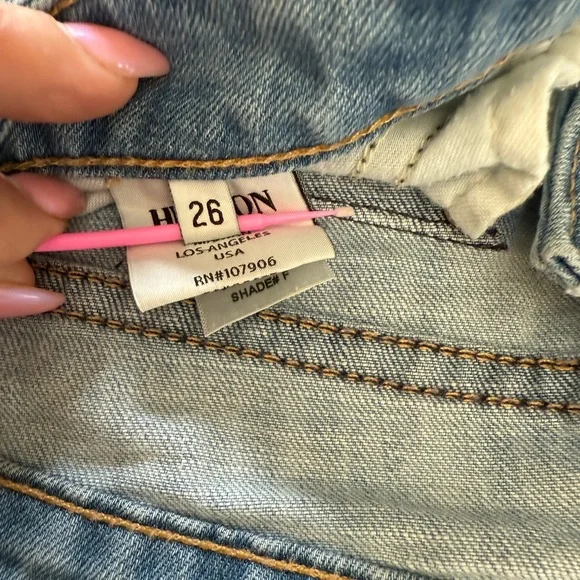 26
LOS-ANGELES
USA
RN#107906
SHADE# F